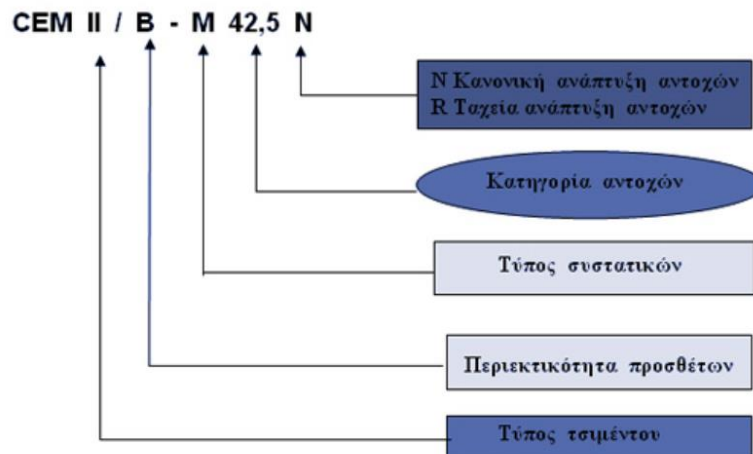 CEM II / B - M 42,5 N
N Κανονική ανάπτυξη αντοχών
R Ταχεία ανάπτυξη αντοχών
Κατηγορία αντοχών
Τύπος συστατικών
Περιεκτικότητα προσθέτων
Τύπος τσιμέντου